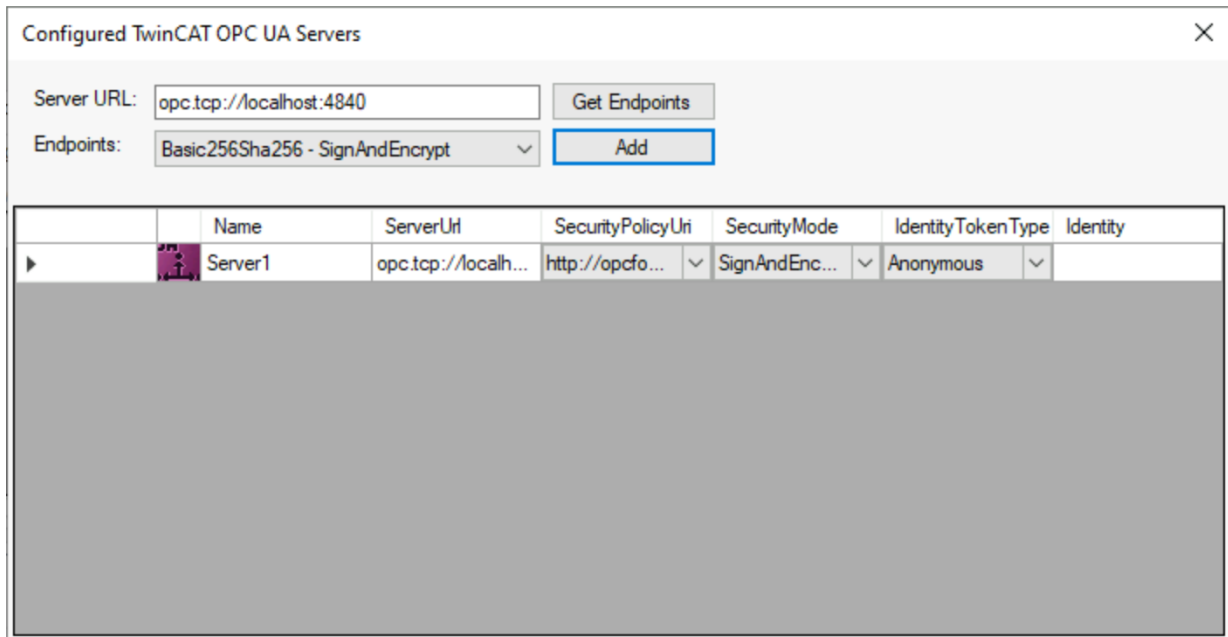 Configured TwinCAT OPC UA Servers
Server URL: opc.tcp://localhost:4840 Get Endpoints
Endpoints: Basic256Sha256 - SignAndEncrypt Add
Name ServerUrl SecurityPolicyUri SecurityMode IdentityTokenType Identity
Server1 opc.tcp://localh... http://opcfo... SignAndEnc... Anonymous